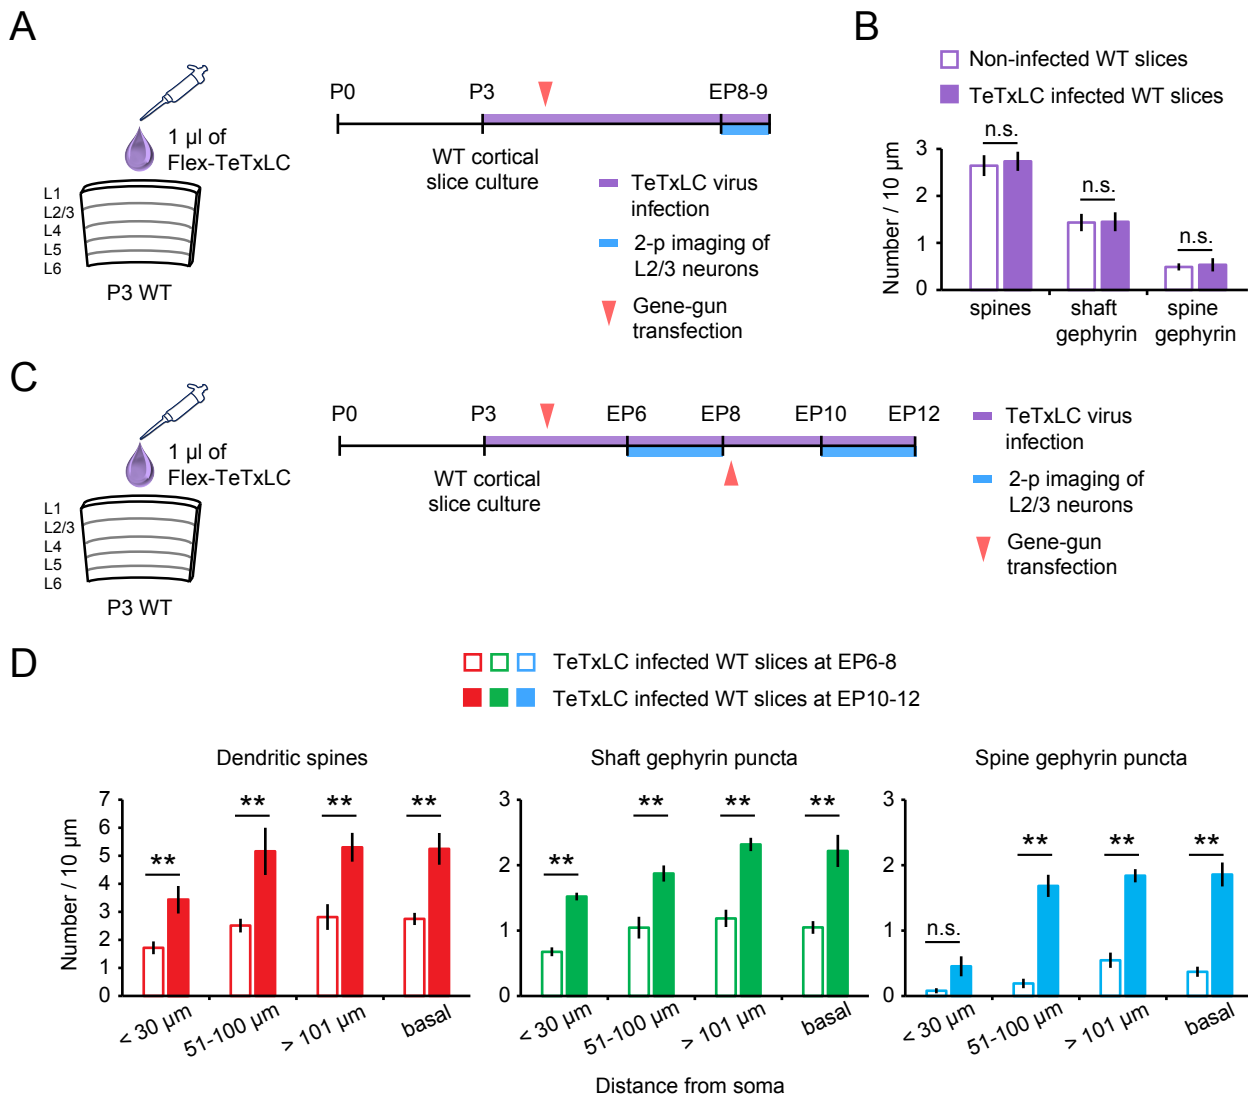 A
1 µl of
Flex-TeTxLC
L1
L2/3
L4
L5
L6
P3 WT
P0
P3
EP8-9
WT cortical
slice culture
TeTxLC virus
infection
2-p imaging of
L2/3 neurons
Gene-gun
transfection
B
Non-infected WT slices
TeTxLC infected WT slices
Number / 10 µm
3
2
1
0
n.s.
n.s.
n.s.
spines
shaft
gephyrin
spine
gephyrin
C
1 µl of
Flex-TeTxLC
L1
L2/3
L4
L5
L6
P3 WT
P0
P3
EP6
EP8
EP10
EP12
WT cortical
slice culture
TeTxLC virus
infection
2-p imaging of
L2/3 neurons
Gene-gun
transfection
D
TeTxLC infected WT slices at EP6-8
TeTxLC infected WT slices at EP10-12
Dendritic spines
Number / 10 µm
7
6
5
4
3
2
1
0
**
**
**
**
< 30 µm
51-100 µm
> 101 µm
basal
Shaft gephyrin puncta
3
2
1
0
**
**
**
**
< 30 µm
51-100 µm
> 101 µm
basal
Spine gephyrin puncta
3
2
1
0
n.s.
**
**
**
< 30 µm
51-100 µm
> 101 µm
basal
Distance from soma